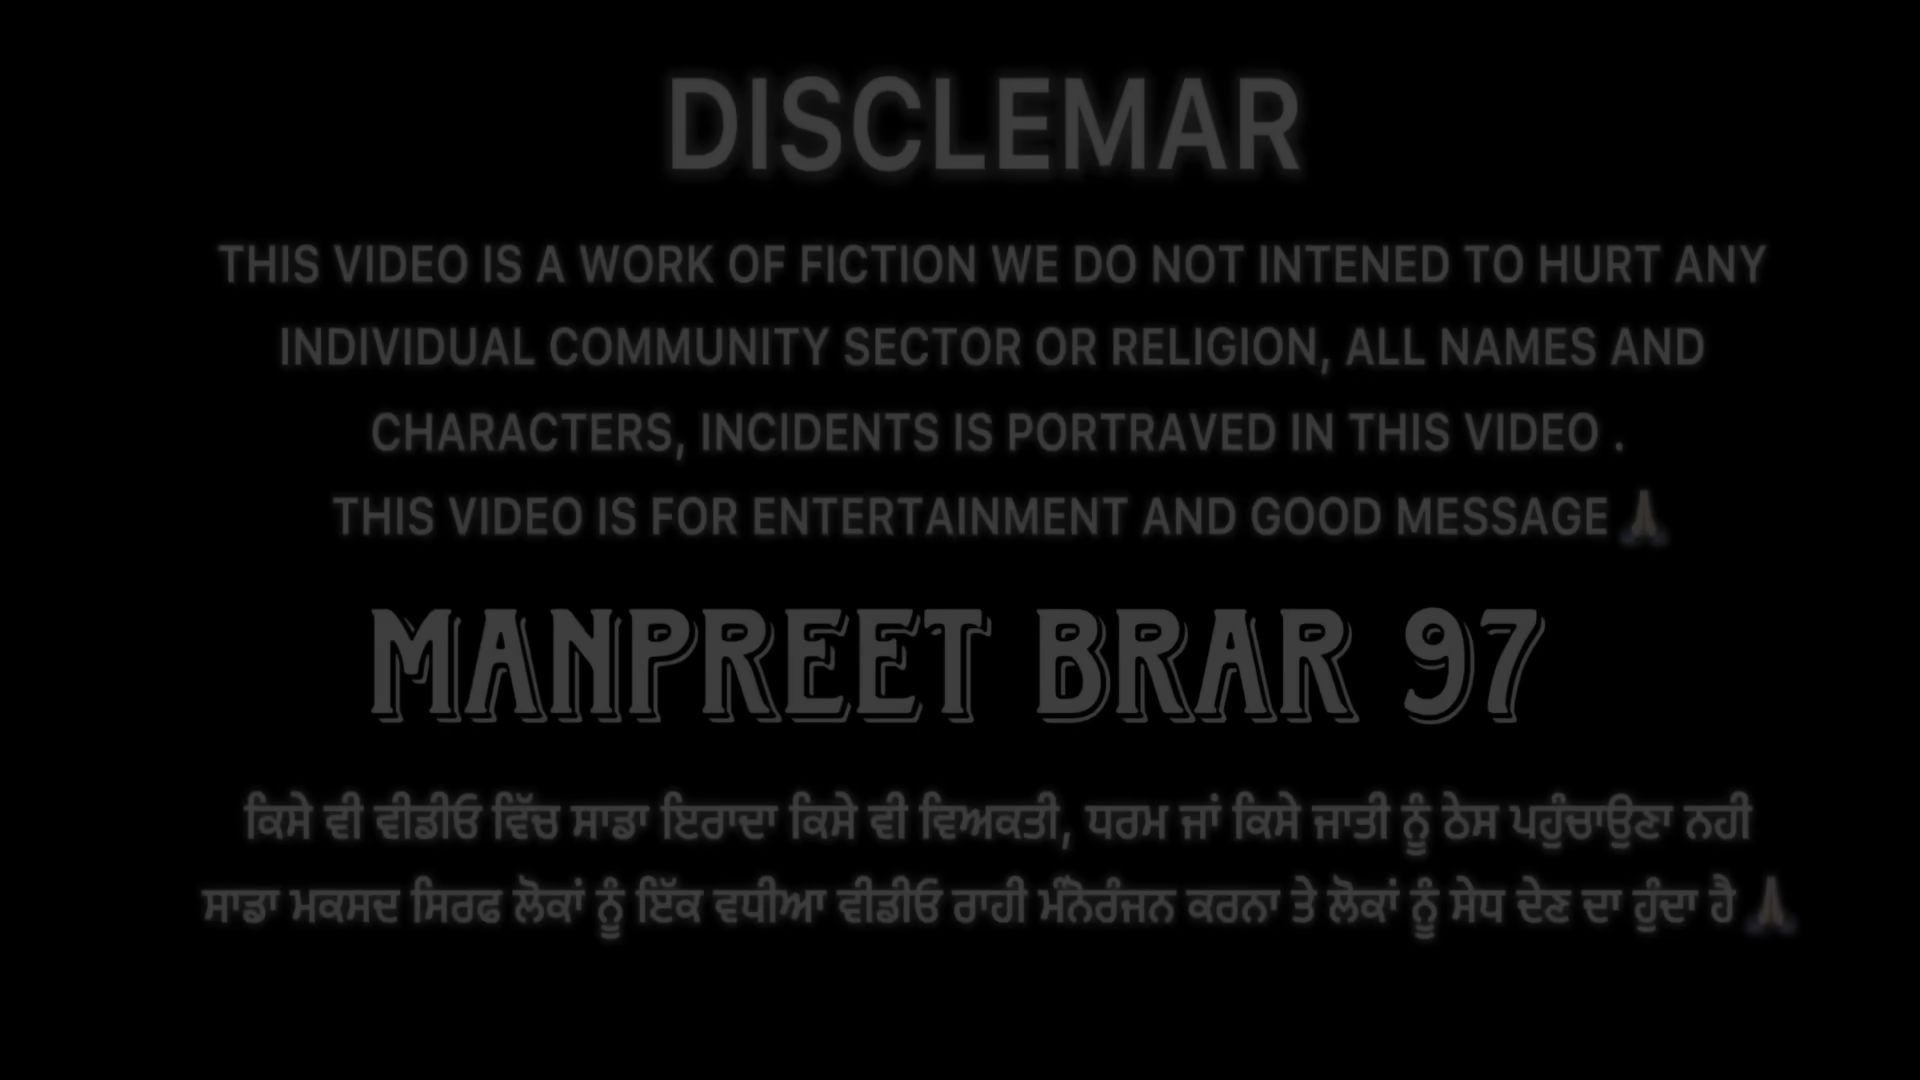 DISCLEMAR
THIS VIDEO IS A WORK OF FICTION WE DO NOT INTENED TO HURT ANY
INDIVIDUAL COMMUNITY SECTOR OR RELIGION, ALL NAMES AND
CHARACTERS, INCIDENTS IS PORTRAVED IN THIS VIDEO .
THIS VIDEO IS FOR ENTERTAINMENT AND GOOD MESSAGE🙏
MANPREET BRAR 97
ਕਿਸੇ ਵੀ ਵੀਡੀਓ ਵਿੱਚ ਸਾਡਾ ਇਰਾਦਾ ਕਿਸੇ ਵੀ ਵਿਅਕਤੀ, ਧਰਮ ਜਾਂ ਕਿਸੇ ਜਾਤੀ ਨੂੰ ਠੇਸ ਪਹੁੰਚਾਉਣਾ ਨਹੀ
ਸਾਡਾ ਮਕਸਦ ਸਿਰਫ ਲੋਕਾਂ ਨੂੰ ਇੱਕ ਵਧੀਆ ਵੀਡੀਓ ਰਾਹੀ ਮੰਨੋਰੰਜਨ ਕਰਨਾ ਤੇ ਲੋਕਾਂ ਨੂੰ ਸੇਧ ਦੇਣ ਦਾ ਹੁੰਦਾ ਹੈ🙏